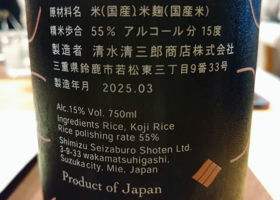 原材料名 米(国産)、米麹(国産米)
精米歩合 55% アルコール分 15度
製造者 清水清三郎商店株式会社
三重県鈴鹿市若松東三丁目9番33号
製造年月 2025.03
Alc.15% Vol. 750ml
Ingredients Rice, Koji Rice
Rice polishing rate 55%
Shimizu Seizaburo Shoten Ltd.
3-9-33 wakamatsuhigashi,
Suzuka city, Mie, Japan
Product of Japan